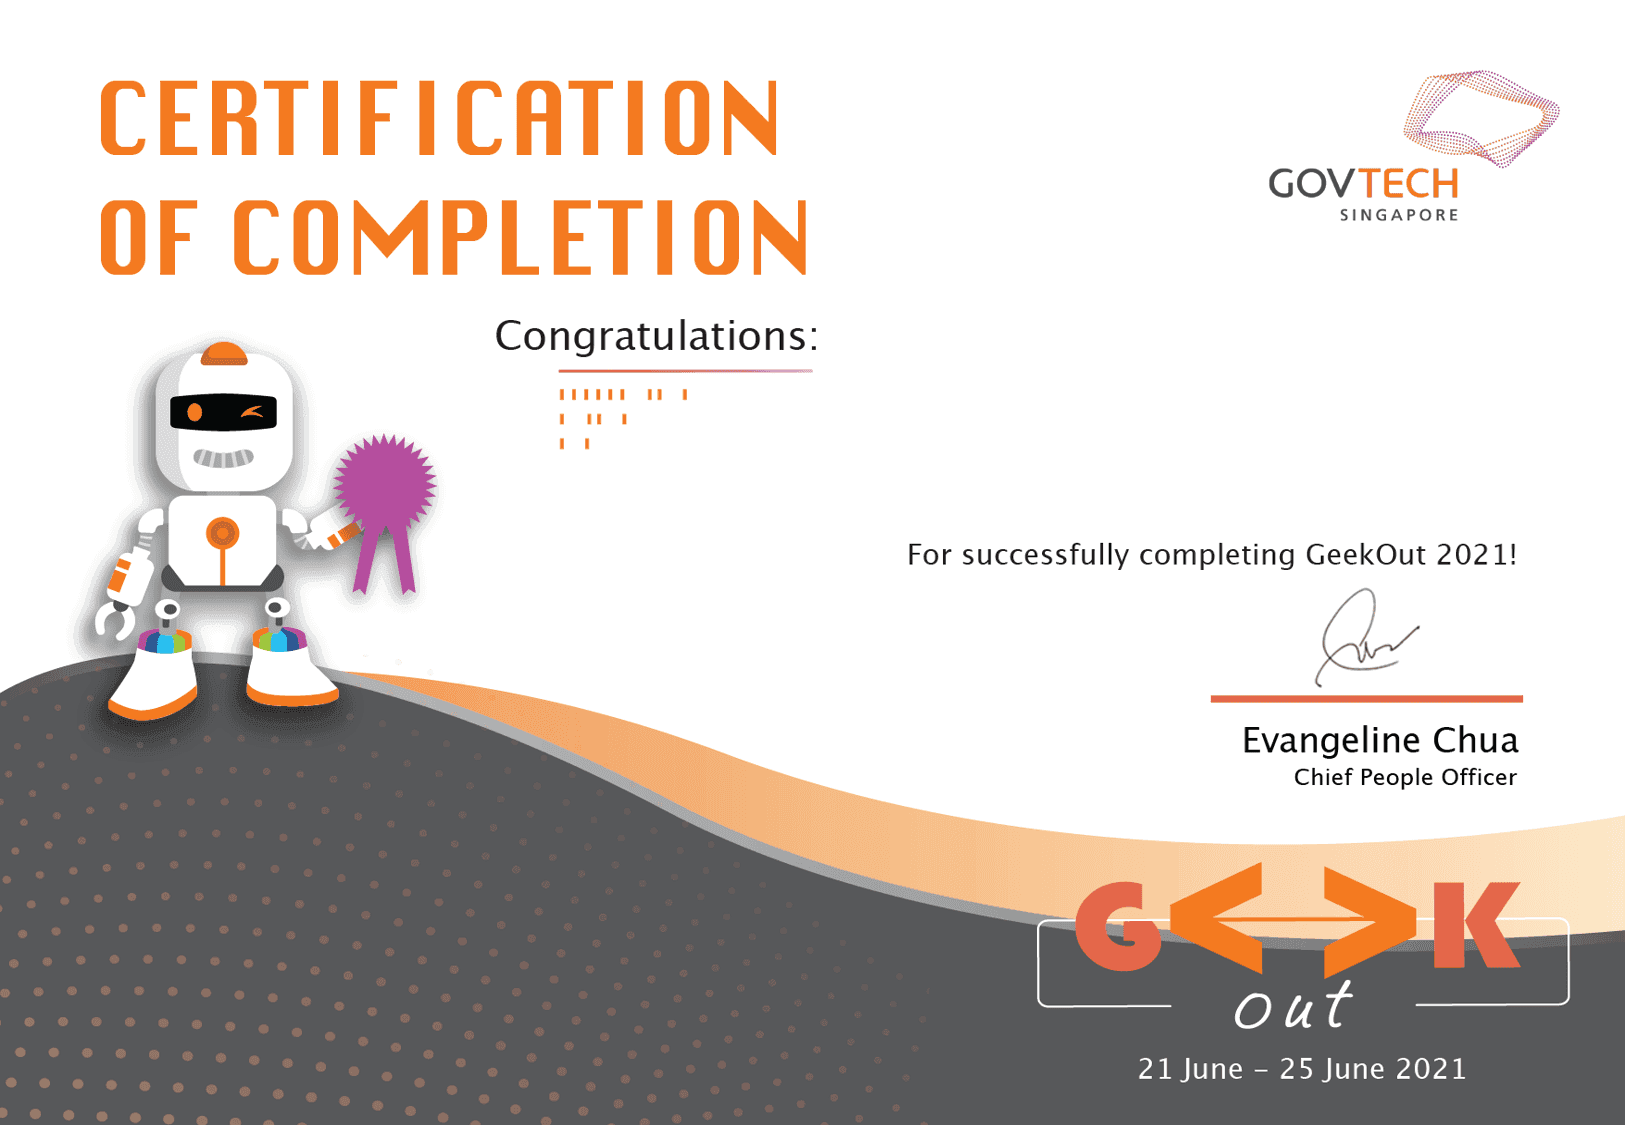 CERTIFICATION
OF COMPLETION
GOVTECH
SINGAPORE
Congratulations:
For successfully completing GeekOut 2021!
Evangeline Chua
Chief People Officer
G<>K
out
21 June – 25 June 2021